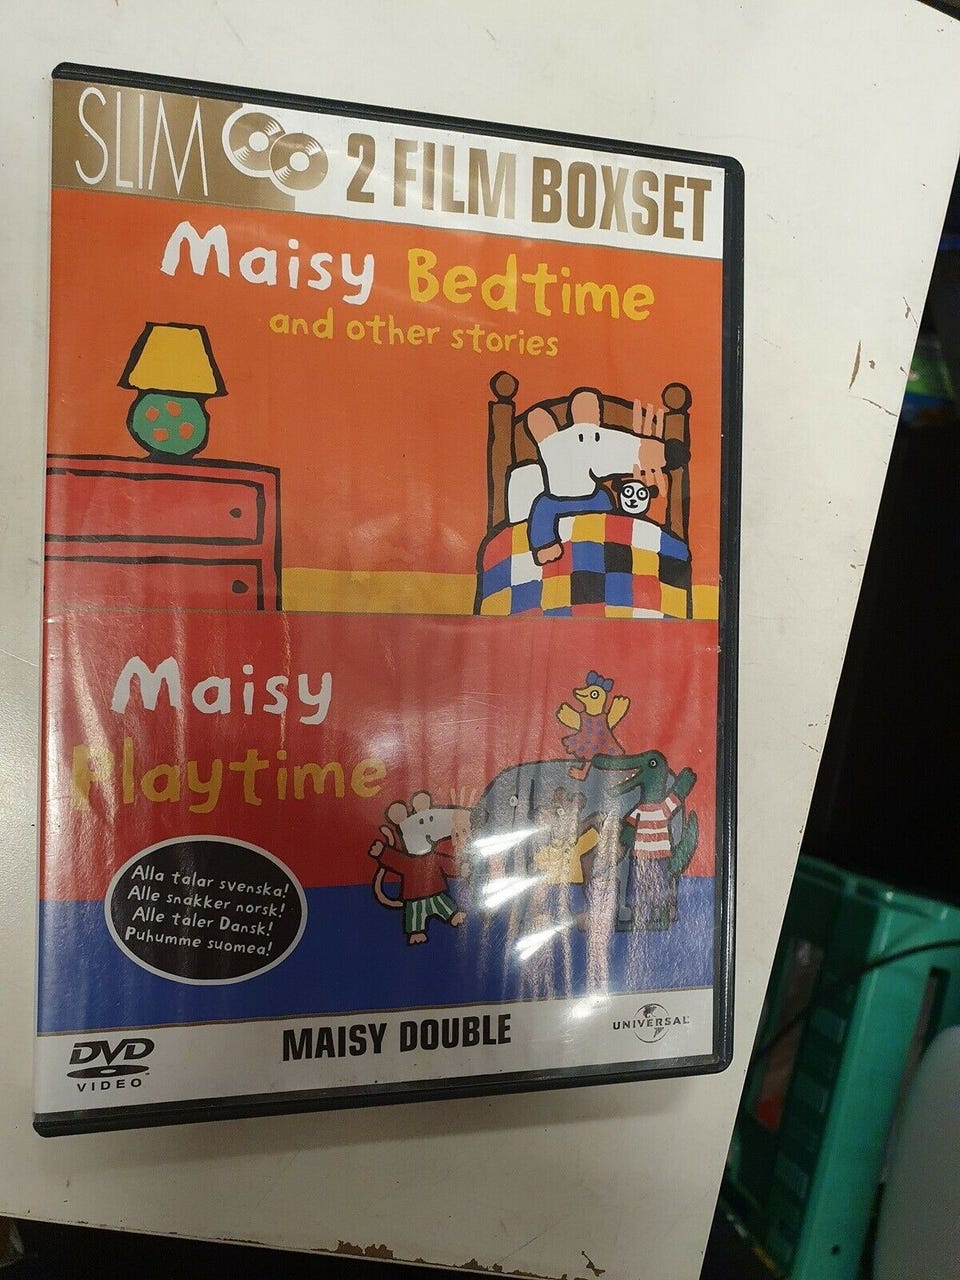 SLIM 2 FILM BOXSET
Maisy Bedtime
and other stories
Maisy
Playtime
Alla talar svenska!
Alle snakker norsk!
Alle taler Dansk!
Puhumme suomea!
DVD
VIDEO
MAISY DOUBLE
UNIVERSAL